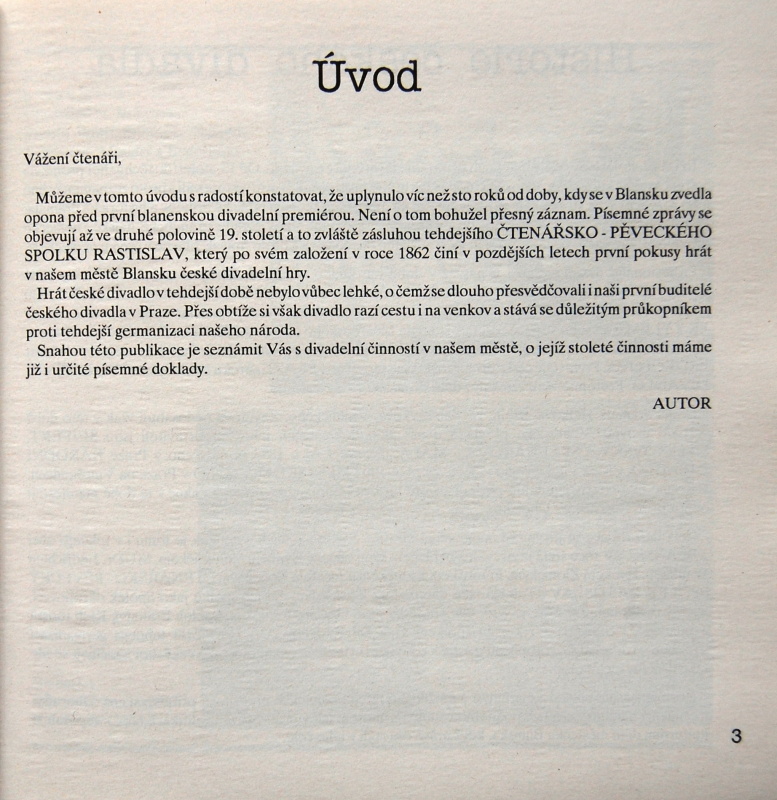 Úvod
Vážení čtenáři,
Můžeme v tomto úvodu s radostí konstatovat, že uplynulo víc než sto roků od doby, kdy se v Blansku zvedla
opona před první blanenskou divadelní premiérou. Není o tom bohužel přesný záznam. Písemné zprávy se
objevují až ve druhé polovině 19. století a to zvláště zásluhou tehdejšího ČTENÁŘSKO - PĚVECKÉHO
SPOLKU RASTISLAV, který po svém založení v roce 1862 činí v pozdějších letech první pokusy hrát
v našem městě Blansku české divadelní hry.
Hrát české divadlo v tehdejší době nebylo vůbec lehké, o čemž se dlouho přesvědčovali i naši první buditelé
českého divadla v Praze. Přes obtíže si však divadlo razí cestu i na venkov a stává se důležitým průkopníkem
proti tehdejší germanizaci našeho národa.
Snahou této publikace je seznámit Vás s divadelní činností v našem městě, o jejíž stoleté činnosti máme
již i určité písemné doklady.
AUTOR
3